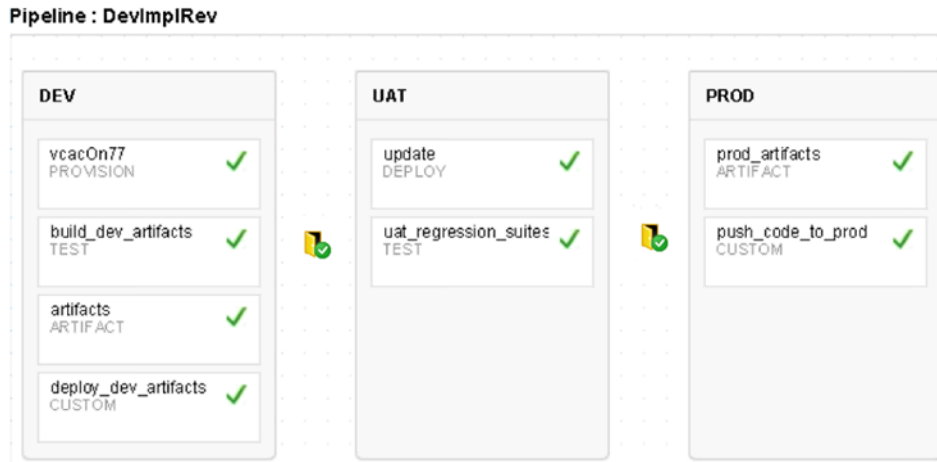 Pipeline : DevImplRev
DEV
vcacOn77
PROVISION
build_dev_artifacts
TEST
artifacts
ARTIFACT
deploy_dev_artifacts
CUSTOM
UAT
update
DEPLOY
uat_regression_suites
TEST
PROD
prod_artifacts
ARTIFACT
push_code_to_prod
CUSTOM